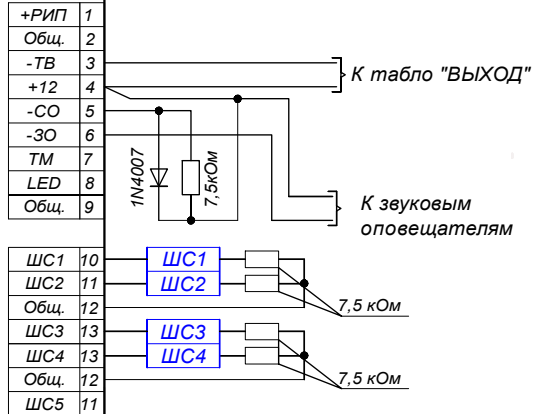 +РИП 1
Общ. 2
-ТВ 3
+12 4
-СО 5
-ЗО 6
ТМ 7
LED 8
Общ. 9
К табло "ВЫХОД"
1N4007
7,5кОм
К звуковым
оповещателям
ШС1 10
ШС2 11
Общ. 12
ШС3 13
ШС4 13
Общ. 12
ШС5 11
ШС1
ШС2
7,5 кОм
ШС3
ШС4
7,5 кОм